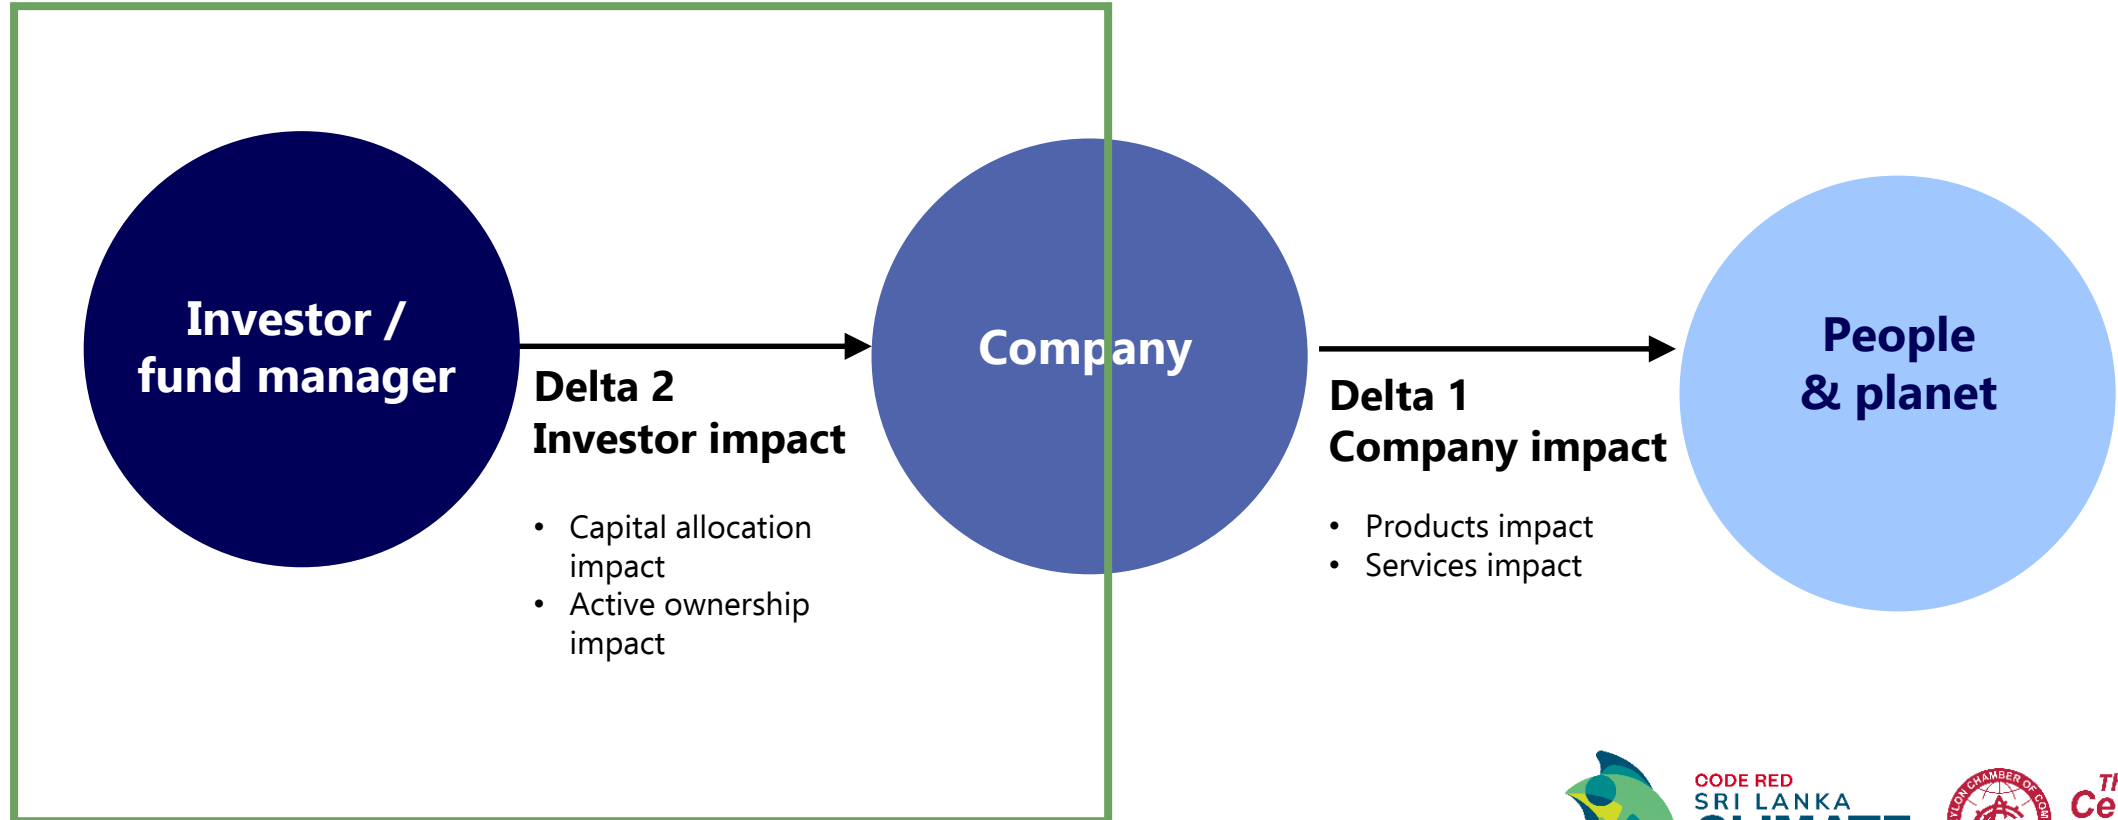 Investor /
fund manager
Delta 2
Investor impact
• Capital allocation
impact
• Active ownership
impact
Company
Delta 1
Company impact
• Products impact
• Services impact
People
& planet
CODE RED
SRI LANKA
CLIMATE